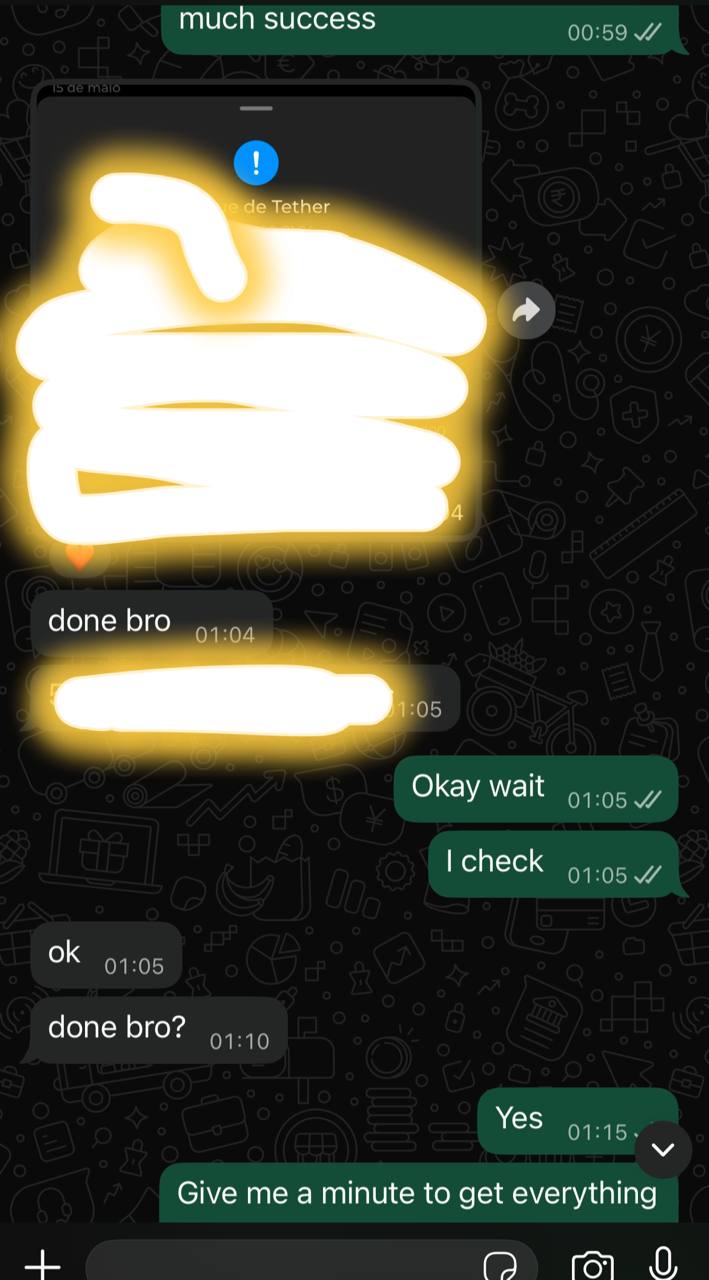 much success
00:59
15 de maio
!
de Tether
4
done bro
01:04
1:05
Okay wait
01:05
I check
01:05
ok
01:05
done bro?
01:10
Yes
01:15
Give me a minute to get everything